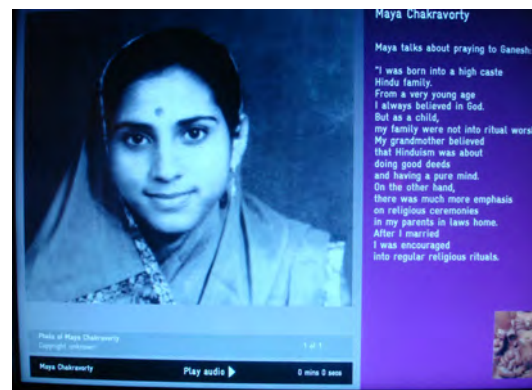 Maya Chakravorty
Maya talks about praying to Ganesh:
"I was born into a high caste
Hindu family.
From a very young age
I always believed in God.
But as a child,
my family were not into ritual wors
My grandmother believed
that Hinduism was about
doing good deeds
and having a pure mind.
On the other hand,
there was much more emphasis
on religious ceremonies
in my parents in laws home.
After I married
I was encouraged
into regular religious rituals.
Photo of Maya Chakravorty
Copyright unknown
1 of 1
Maya Chakravorty
Play audio
0 mins 0 secs